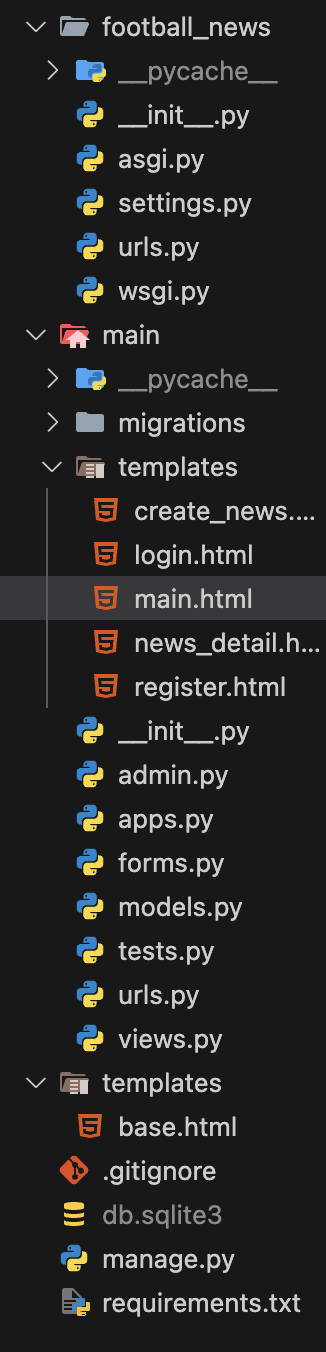 football_news
__pycache__
__init__.py
asgi.py
settings.py
urls.py
wsgi.py
main
__pycache__
migrations
templates
create_news....
login.html
main.html
news_detail.h...
register.html
__init__.py
admin.py
apps.py
forms.py
models.py
tests.py
urls.py
views.py
templates
base.html
.gitignore
db.sqlite3
manage.py
requirements.txt